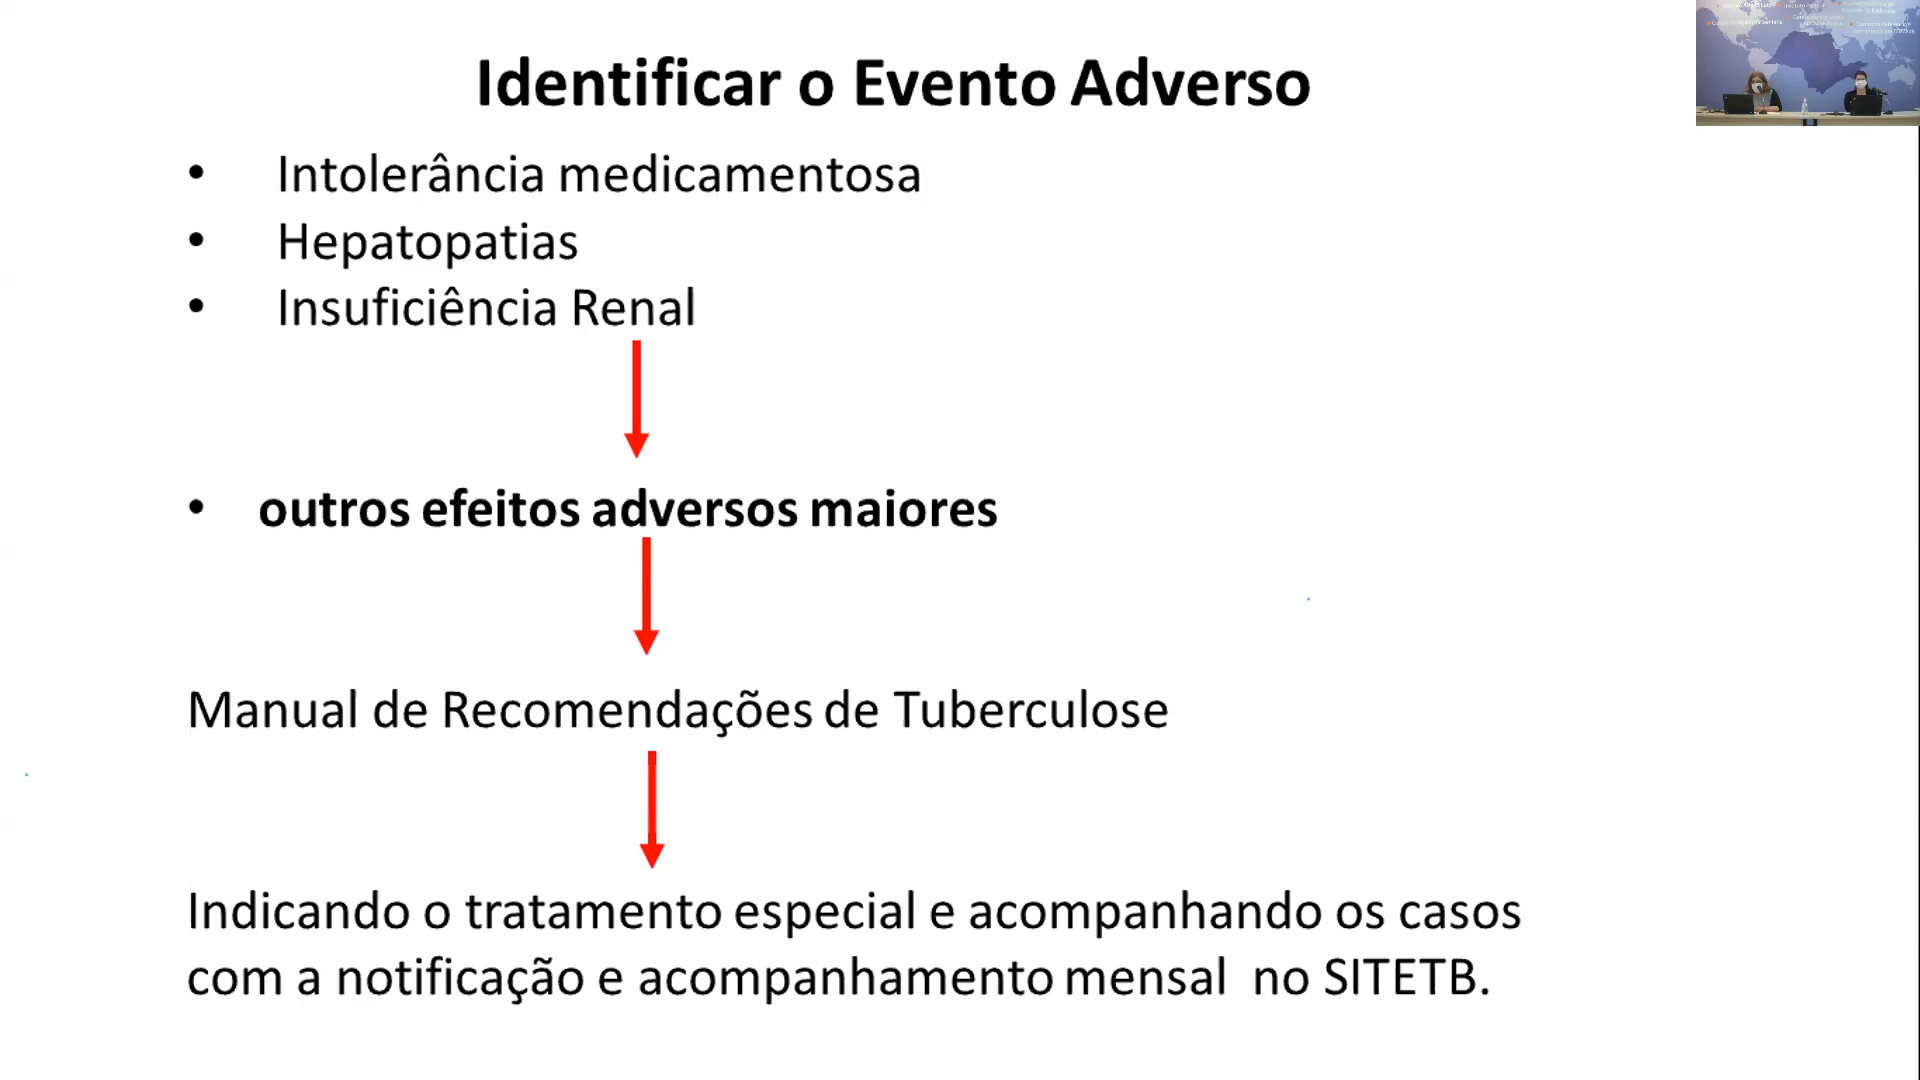 Identificar o Evento Adverso
• Intolerância medicamentosa
• Hepatopatias
• Insuficiência Renal
• outros efeitos adversos maiores
Manual de Recomendações de Tuberculose
Indicando o tratamento especial e acompanhando os casos
com a notificação e acompanhamento mensal no SITETB.